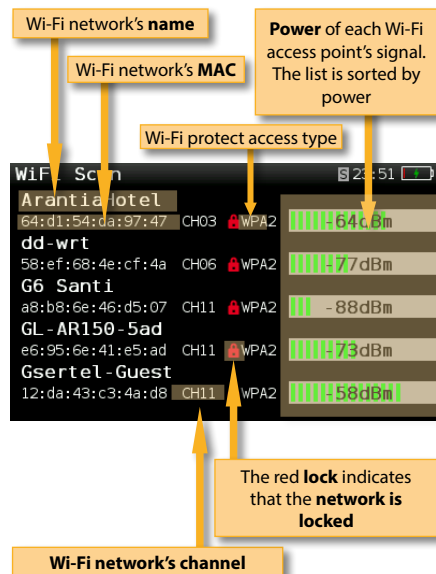 Wi-Fi network's name
Power of each Wi-Fi
access point's signal.
The list is sorted by
power
Wi-Fi network's MAC
Wi-Fi protect access type
WiFi Scan
S 23:51
ArantiaHotel
64:d1:54:da:97:47 CH03 WPA2 -64dBm
dd-wrt
58:ef:68:4e:cf:4a CH06 WPA2 -77dBm
G6 Santi
a8:b8:6e:46:d5:07 CH11 WPA2 -88dBm
GL-AR150-5ad
e6:95:6e:41:e5:ad CH11 WPA2 -73dBm
Gsertel-Guest
12:da:43:c3:4a:d8 CH11 WPA2 -58dBm
The red lock indicates
that the network is
locked
Wi-Fi network's channel